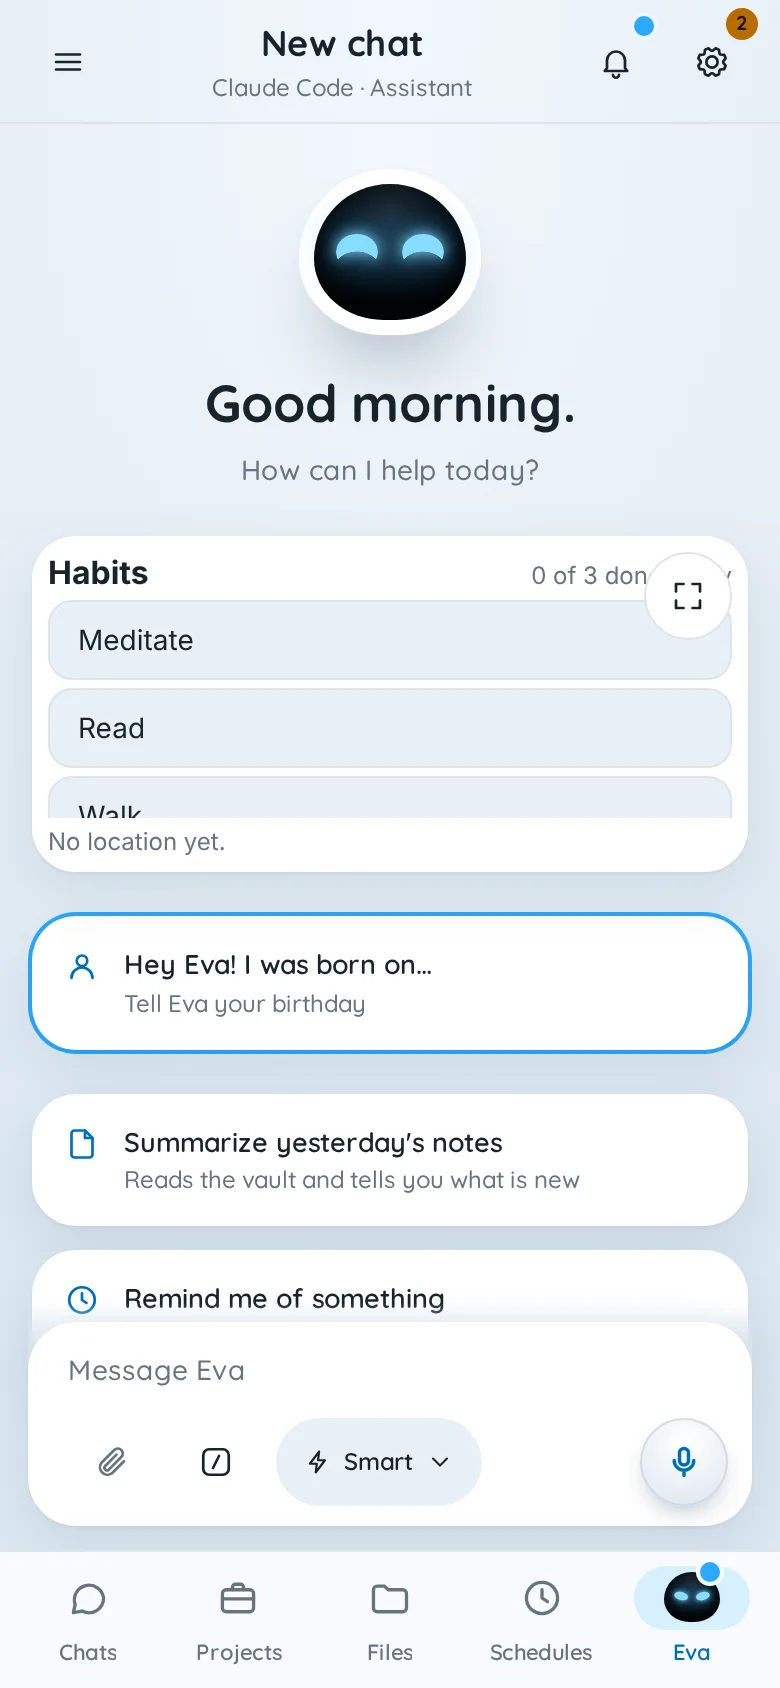 New chat
2
Claude Code · Assistant
Good morning.
How can I help today?
Habits
0 of 3
Meditate
Read
Walk
No location yet.
Hey Eva! I was born on...
Tell Eva your birthday
Summarize yesterday's notes
Reads the vault and tells you what is new
Remind me of something
Message Eva
Smart
Chats
Projects
Files
Schedules
Eva